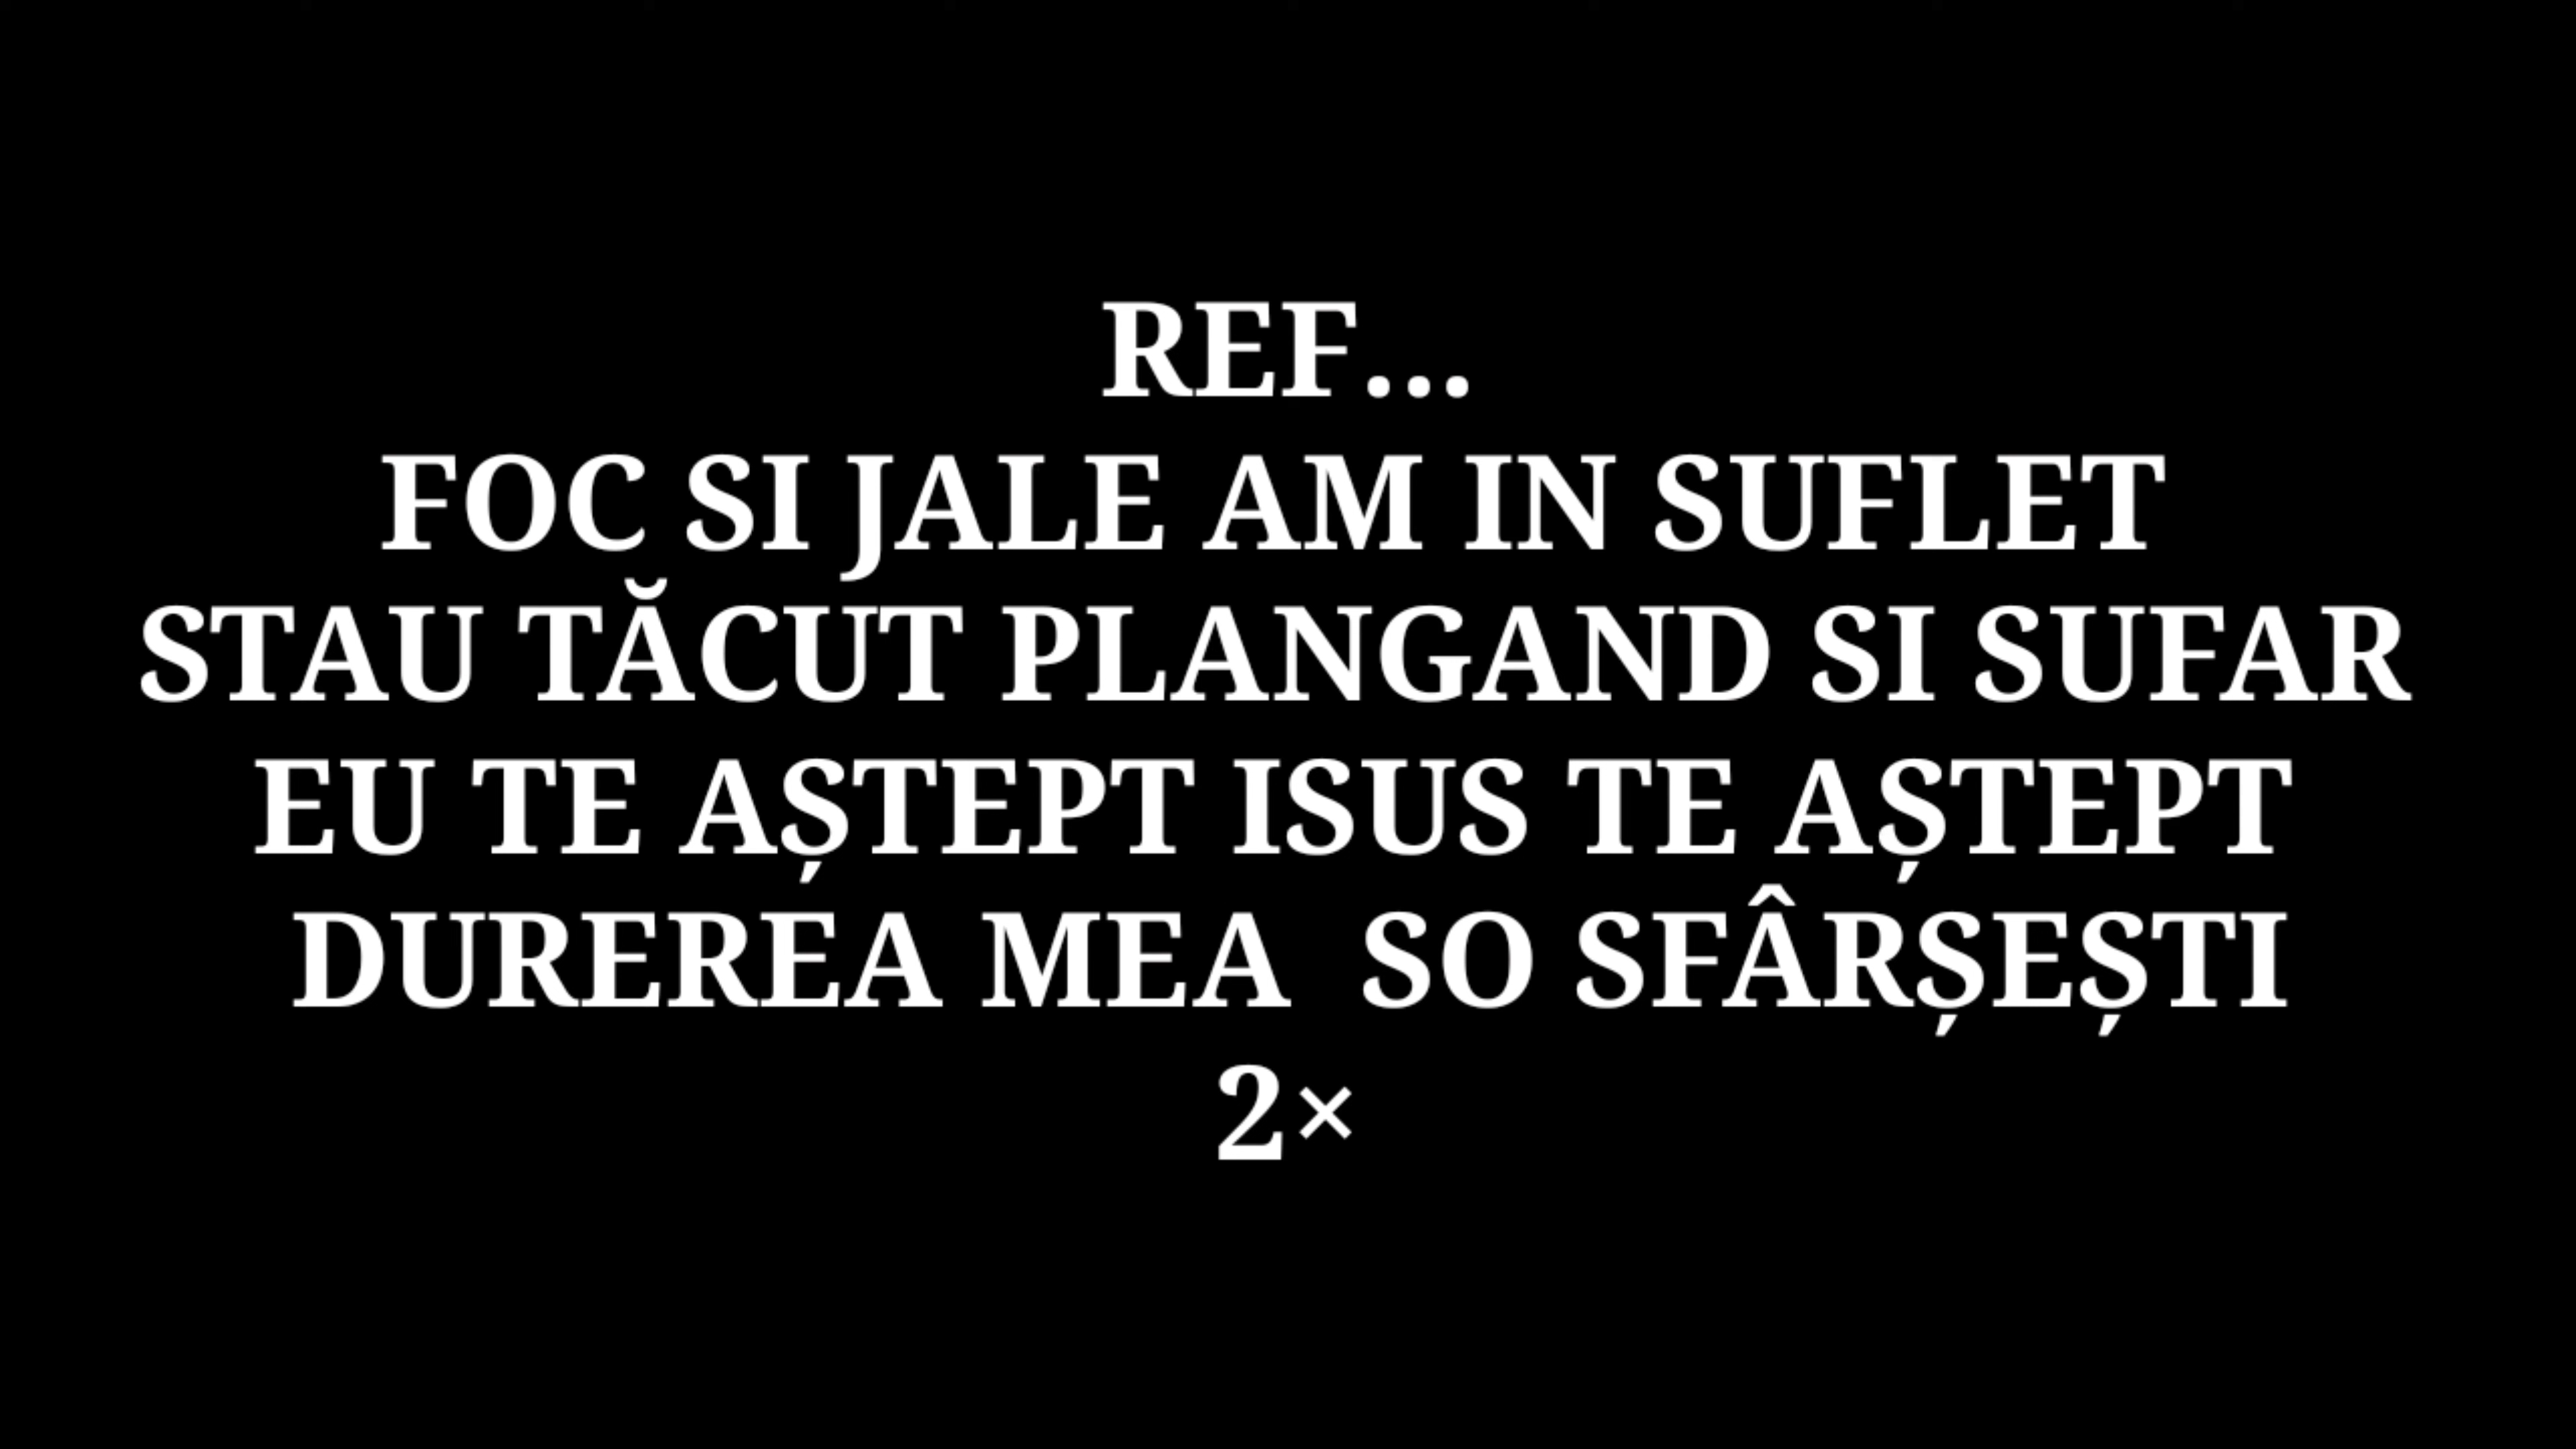 REF...
FOC SI JALE AM IN SUFLET
STAU TĂCUT PLANGAND SI SUFAR
EU TE AȘTEPT ISUS TE AȘTEPT
DUREREA MEA  SO SFÂRȘEȘTI
2×